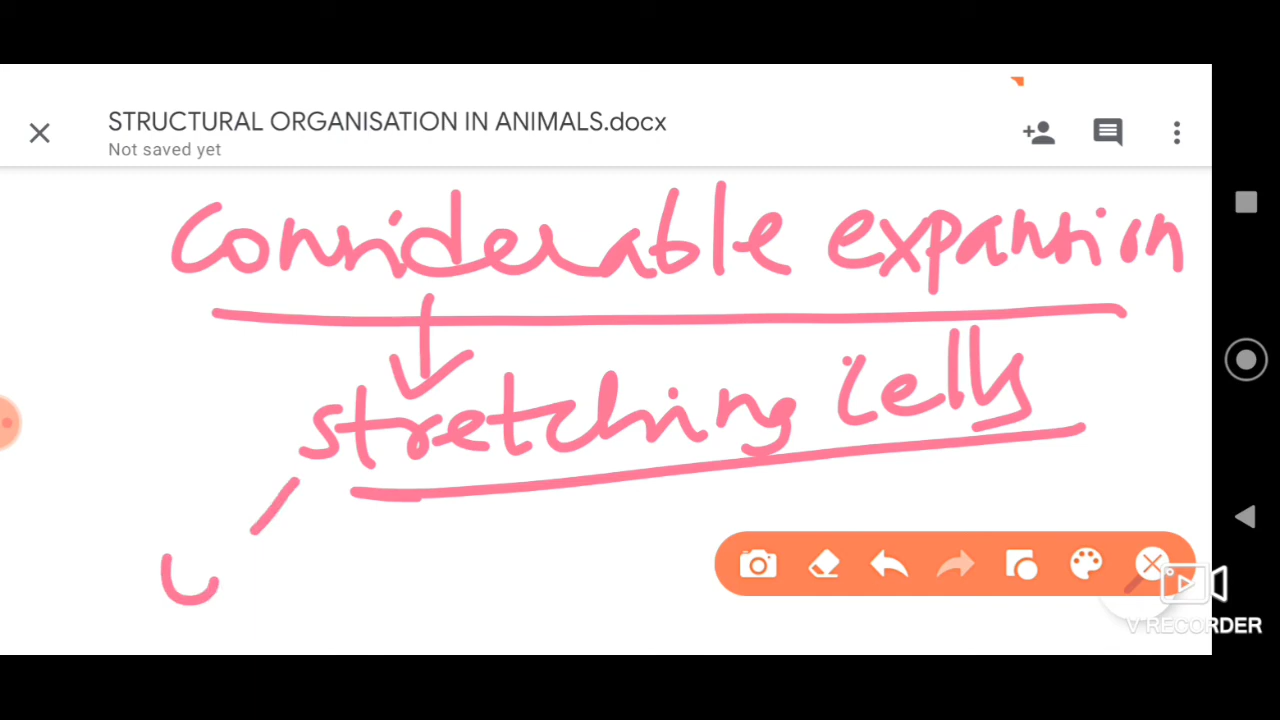 STRUCTURAL ORGANISATION IN ANIMALS.docx
Not saved yet
Considerable expansion
stretching cells
V RECORDER